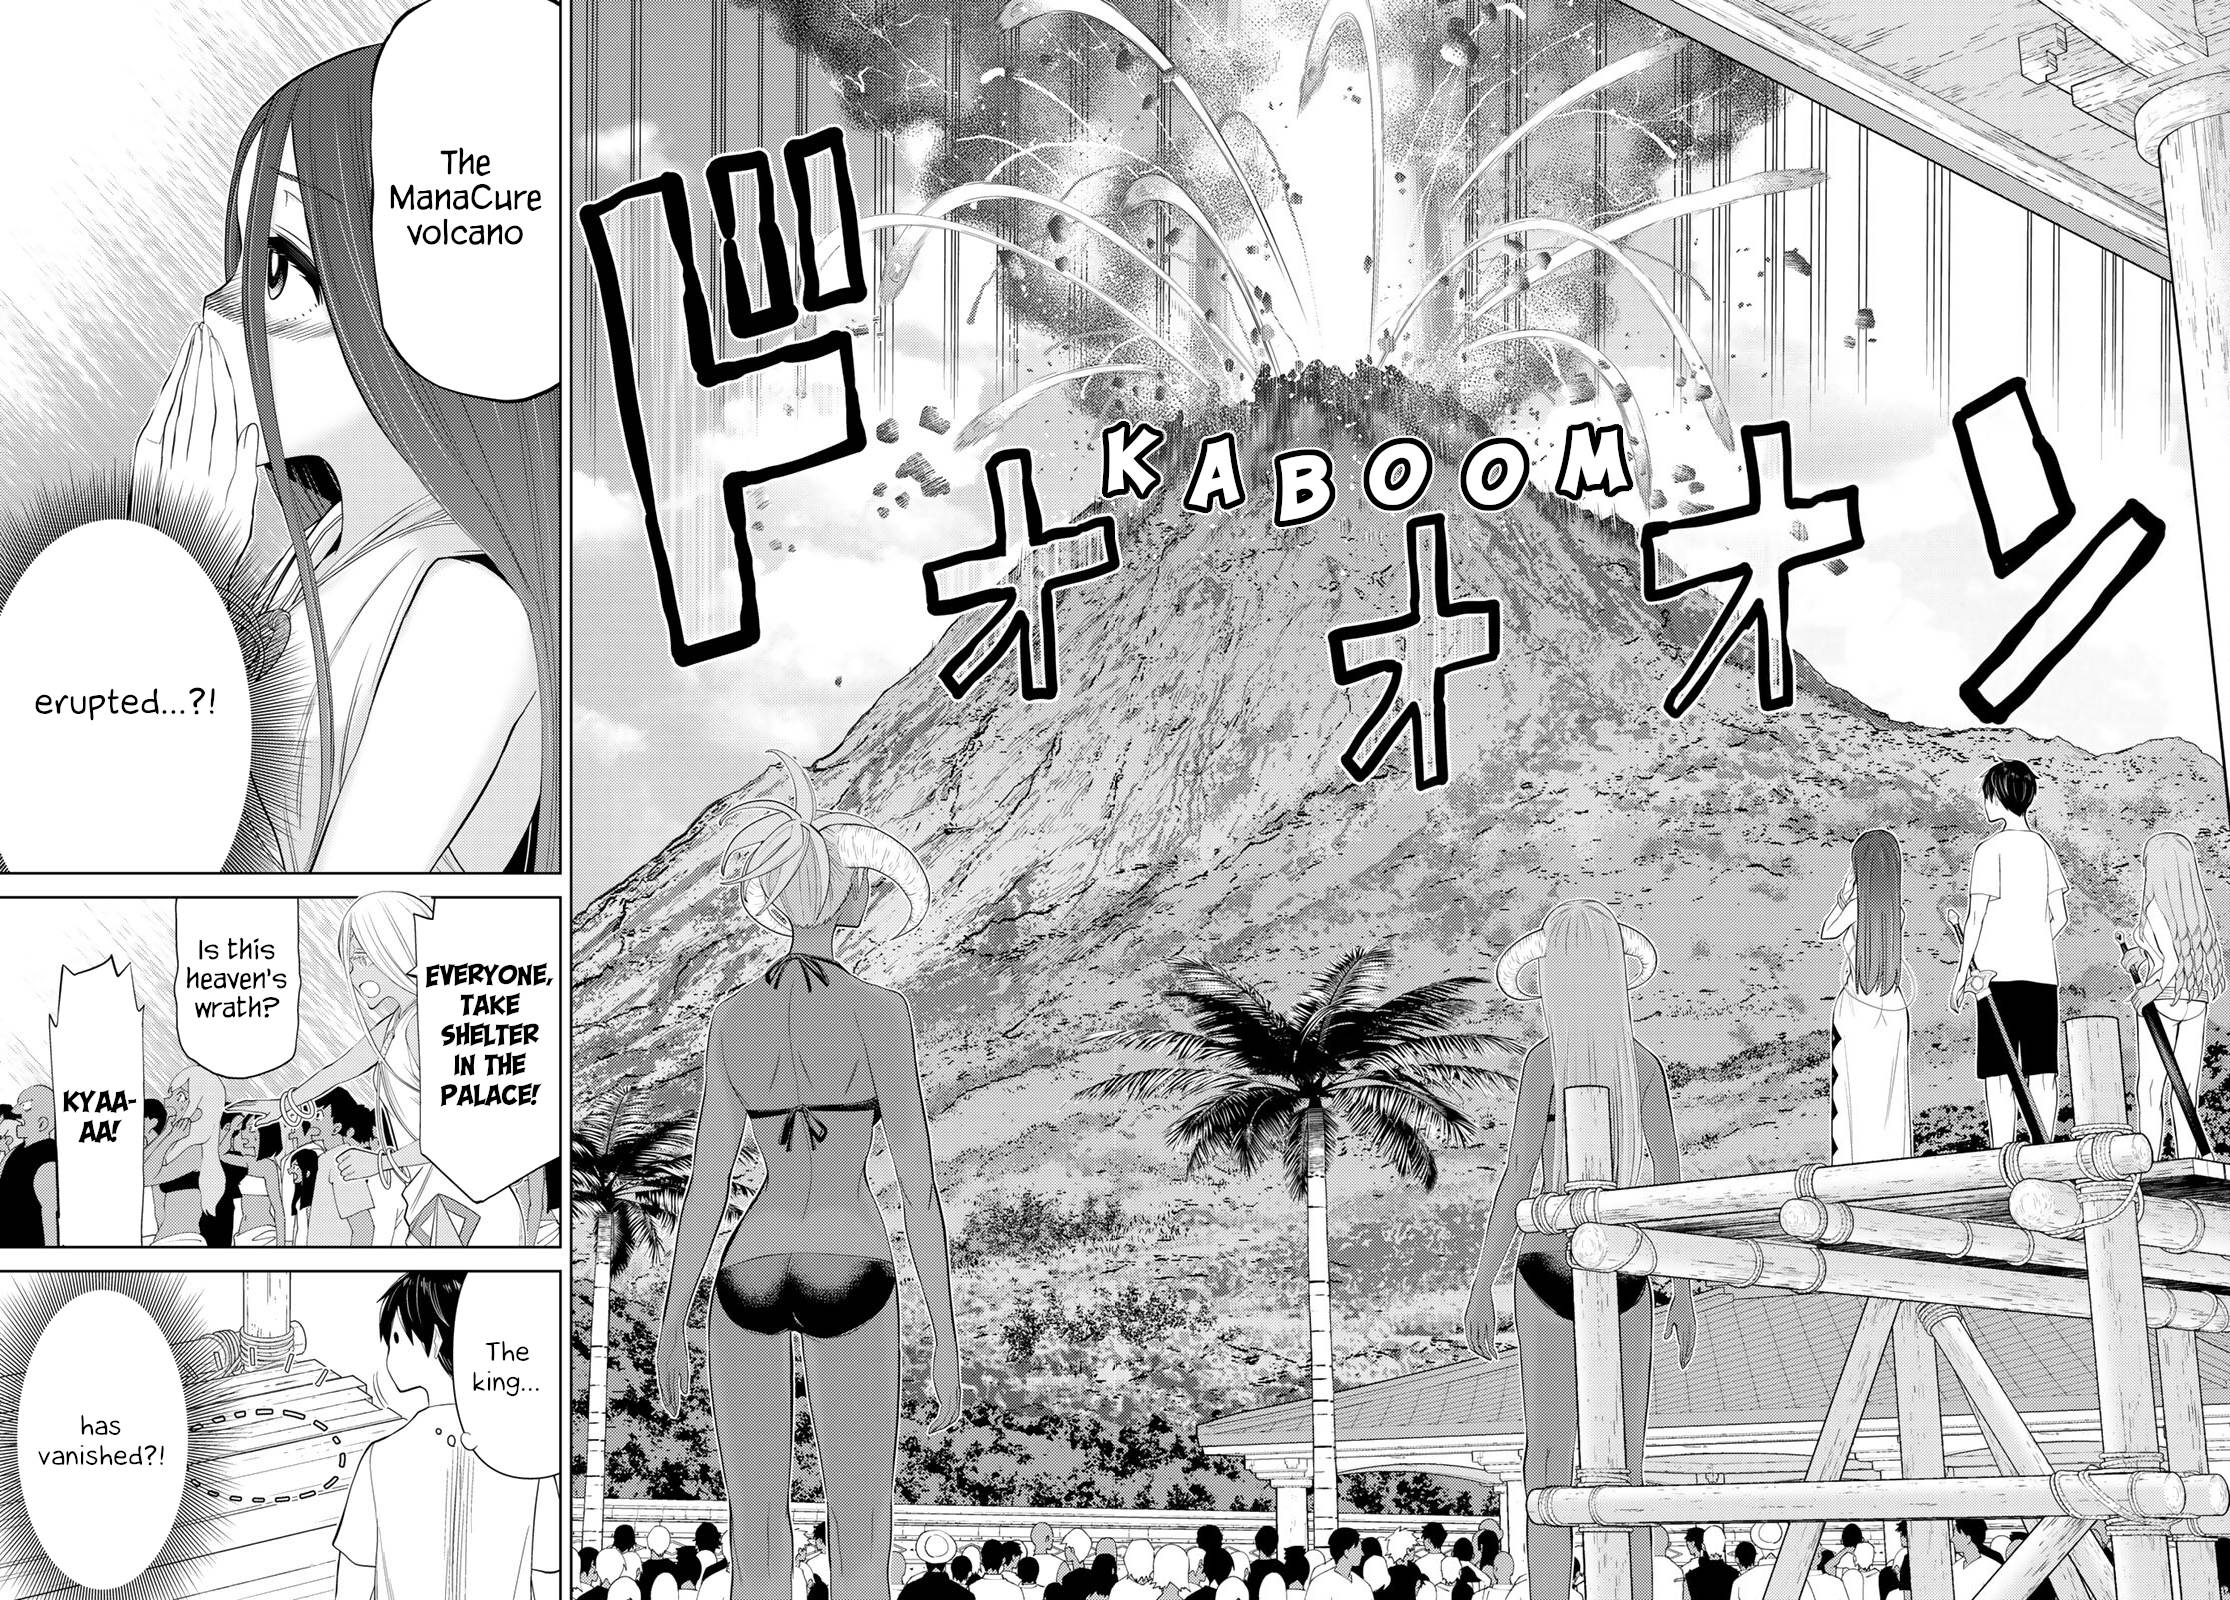 ドオオオン
KABOOM
The
ManaCure
volcano
erupted...?!
EVERYONE,
TAKE
SHELTER
IN THE
PALACE!
Is this
heaven's
wrath?
KYAA-
AA!
The
king...
has
vanished?!